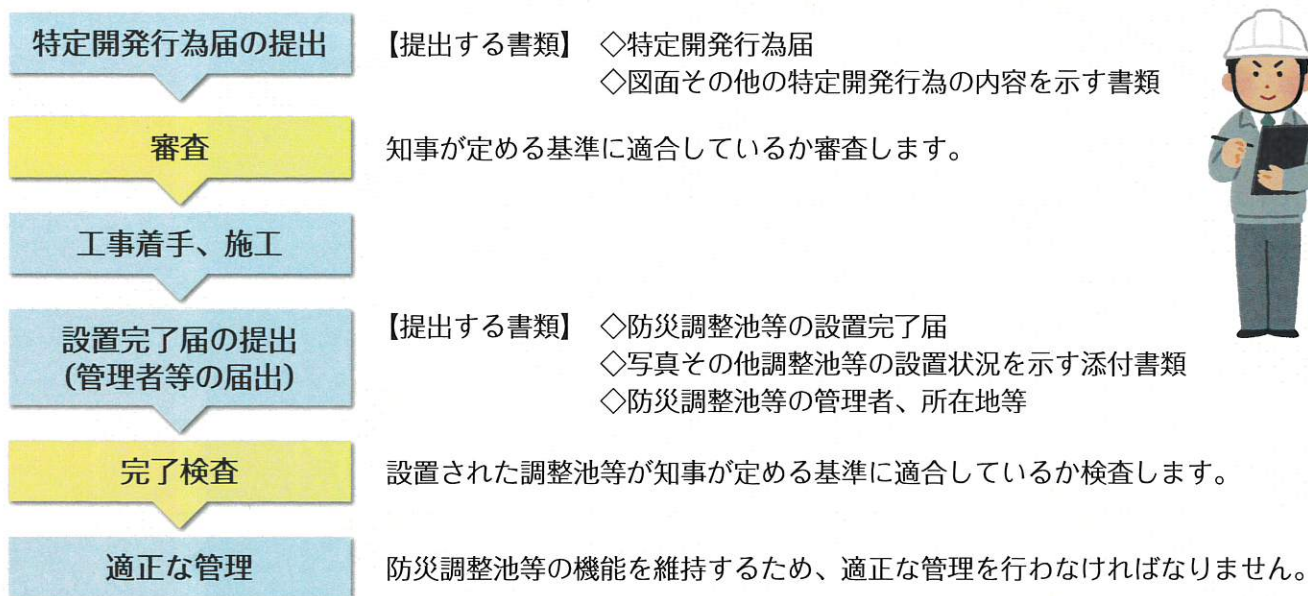 特定開発行為届の提出
【提出する書類】 ◇特定開発行為届
◇図面その他の特定開発行為の内容を示す書類
審査
知事が定める基準に適合しているか審査します。
工事着手、施工
設置完了届の提出
（管理者等の届出）
【提出する書類】 ◇防災調整池等の設置完了届
◇写真その他調整池等の設置状況を示す添付書類
◇防災調整池等の管理者、所在地等
完了検査
設置された調整池等が知事が定める基準に適合しているか検査します。
適正な管理
防災調整池等の機能を維持するため、適正な管理を行わなければなりません。